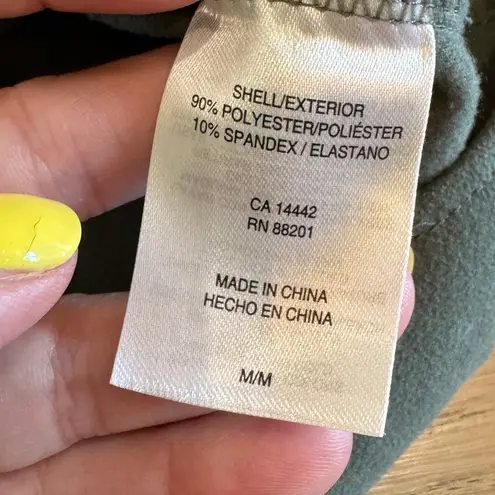 SHELL/EXTERIOR
90% POLYESTER/POLIÉSTER
10% SPANDEX / ELASTANO
CA 14442
RN 88201
MADE IN CHINA
HECHO EN CHINA
M/M